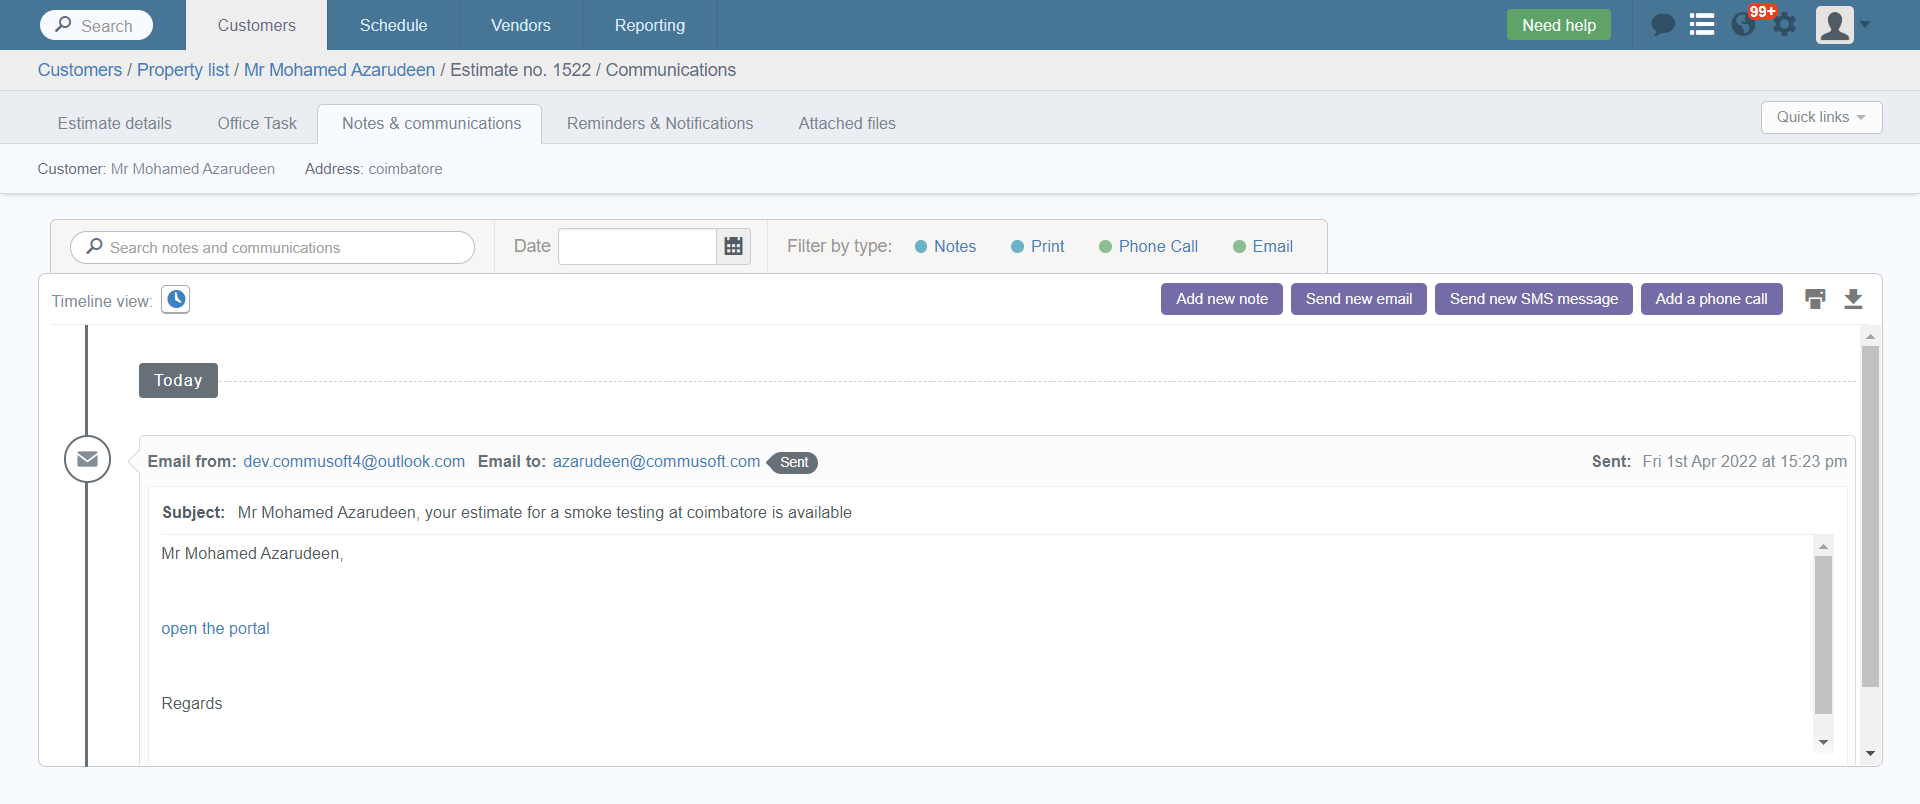 Search Customers Schedule Vendors Reporting Need help 99+
Customers / Property list / Mr Mohamed Azarudeen / Estimate no. 1522 / Communications
Estimate details Office Task Notes & communications Reminders & Notifications Attached files Quick links
Customer: Mr Mohamed Azarudeen Address: coimbatore
Search notes and communications Date Filter by type: Notes Print Phone Call Email
Timeline view: Add new note Send new email Send new SMS message Add a phone call
Today
Email from: dev.commusoft4@outlook.com Email to: azarudeen@commusoft.com Sent Sent: Fri 1st Apr 2022 at 15:23 pm
Subject: Mr Mohamed Azarudeen, your estimate for a smoke testing at coimbatore is available
Mr Mohamed Azarudeen,
open the portal
Regards